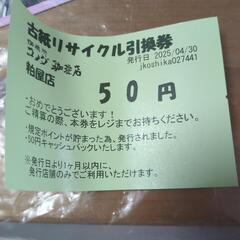 古紙リサイクル引換券
発行日 2025/04/30
jkoshika027441
コメダ珈琲店
粕屋店
50円
・おめでとうございます！
ご精算の際、本券をレジまでお持ちください。
・規定ポイントが貯まった為、発行されました。
・50円キャッシュバックいたします。
※発行日より1ヶ月以内に、
発行店舗のみでご利用いただけます。